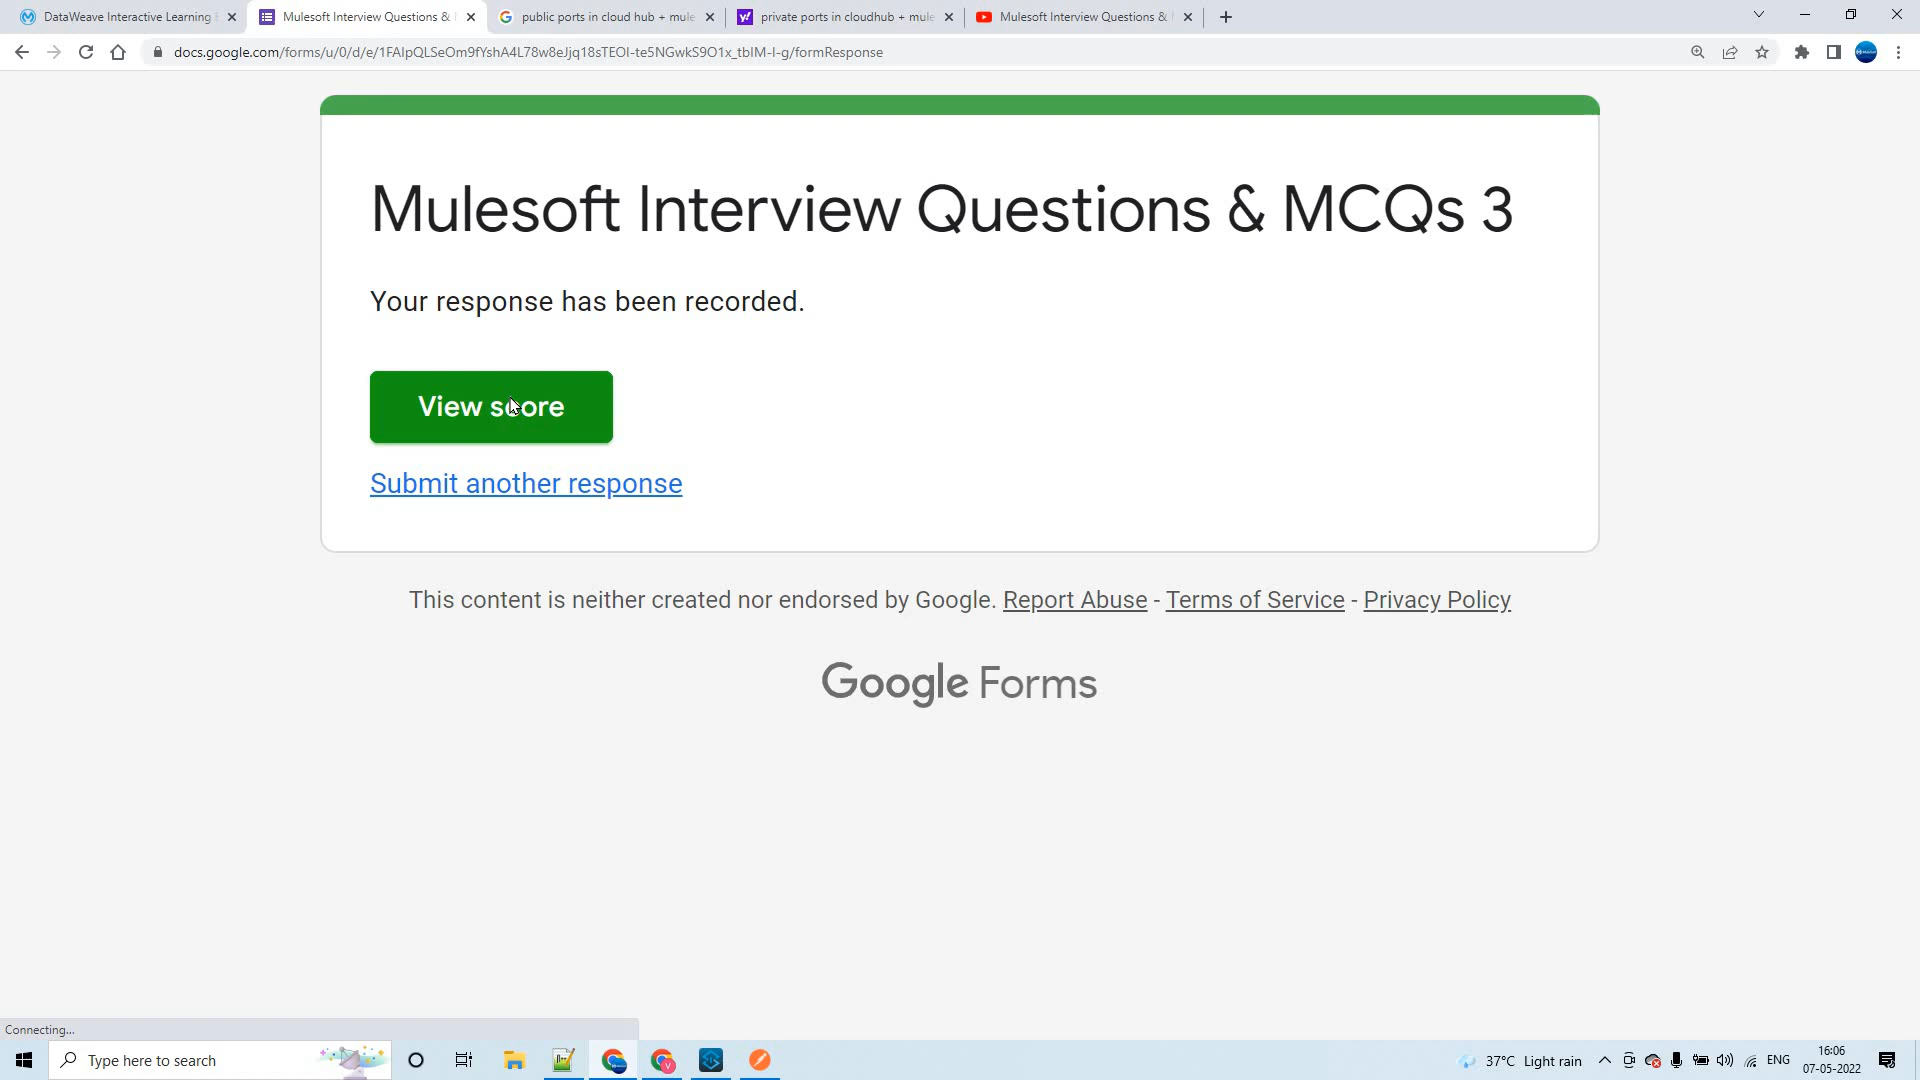 DataWeave Interactive Learning
Mulesoft Interview Questions &
public ports in cloud hub + mule
private ports in cloudhub + mule
Mulesoft Interview Questions &
docs.google.com/forms/u/0/d/e/1FAIpQLSeOm9fYshA4L78w8eJjq18sTEOI-te5NGwkS9O1x_tbIM-I-g/formResponse
Mulesoft Interview Questions & MCQs 3
Your response has been recorded.
View score
Submit another response
This content is neither created nor endorsed by Google. Report Abuse - Terms of Service - Privacy Policy
Google Forms
Connecting...
Type here to search
37°C Light rain
ENG
16:06
07-05-2022